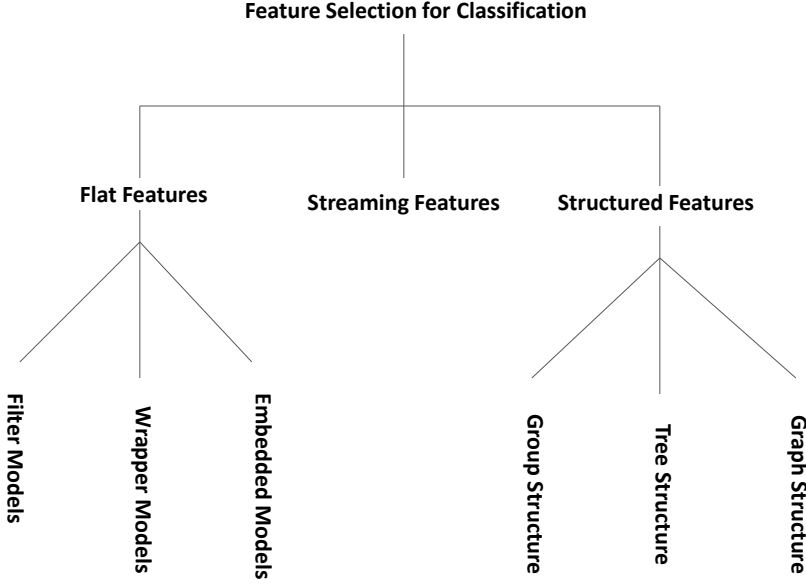 Feature Selection for Classification
Flat Features
Streaming Features
Structured Features
Filter Models
Wrapper Models
Embedded Models
Group Structure
Tree Structure
Graph Structure